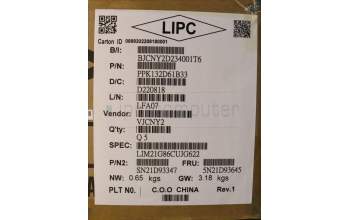 LIPC
Carton ID 0000202208180001
B/I: BJCNY2D234001T6
P/N: PPK132D61B33
D/C: D220818
L/N: LFA07
Vendor: VJCNY2
Q'ty: Q 5
SPEC: LIM21G86CUJG622
P/N2: FRU:
SN21D93347 5N21D93645
NW: 0.65 kgs GW: 3.18 kgs
PLT NO. C.O.O CHINA Rev.1